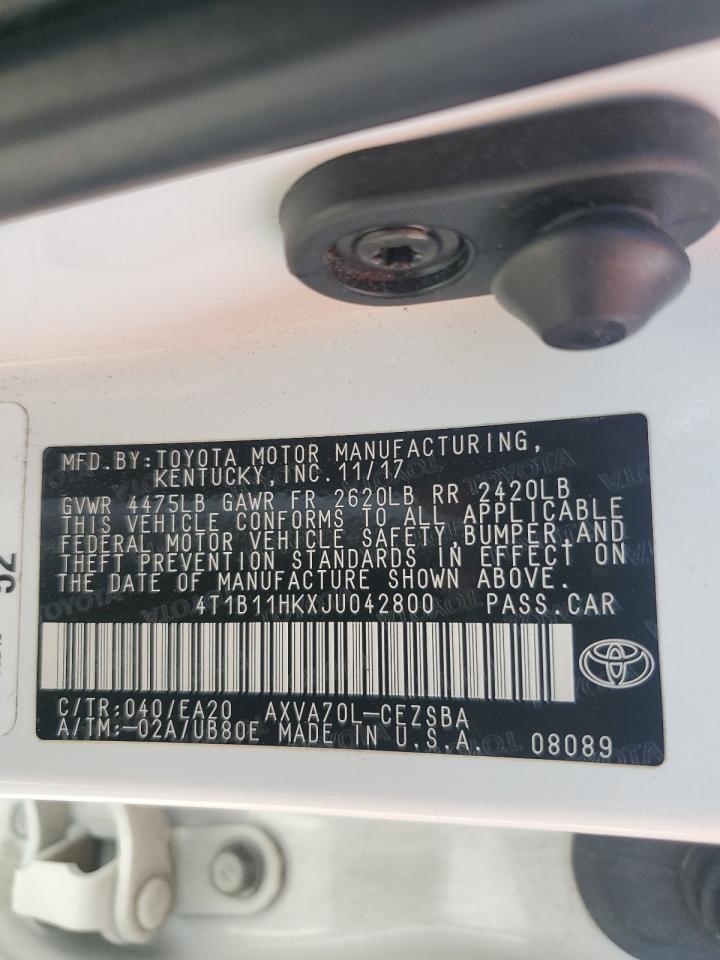 MFD.BY:TOYOTA MOTOR MANUFACTURING,
KENTUCKY,INC.11/17
GVWR 4475LB GAWR FR 2620LB RR 2420LB
THIS VEHICLE CONFORMS TO ALL APPLICABLE
FEDERAL MOTOR VEHICLE SAFETY,BUMPER,AND
THEFT PREVENTION STANDARDS IN EFFECT ON
THE DATE OF MANUFACTURE SHOWN ABOVE.
4T1B11HKXJU042800 PASS.CAR
C/TR:040/EA20 AXVA70L-CEZSBA
A/TM:-02A/UB80E MADE IN U.S.A. 08089
52